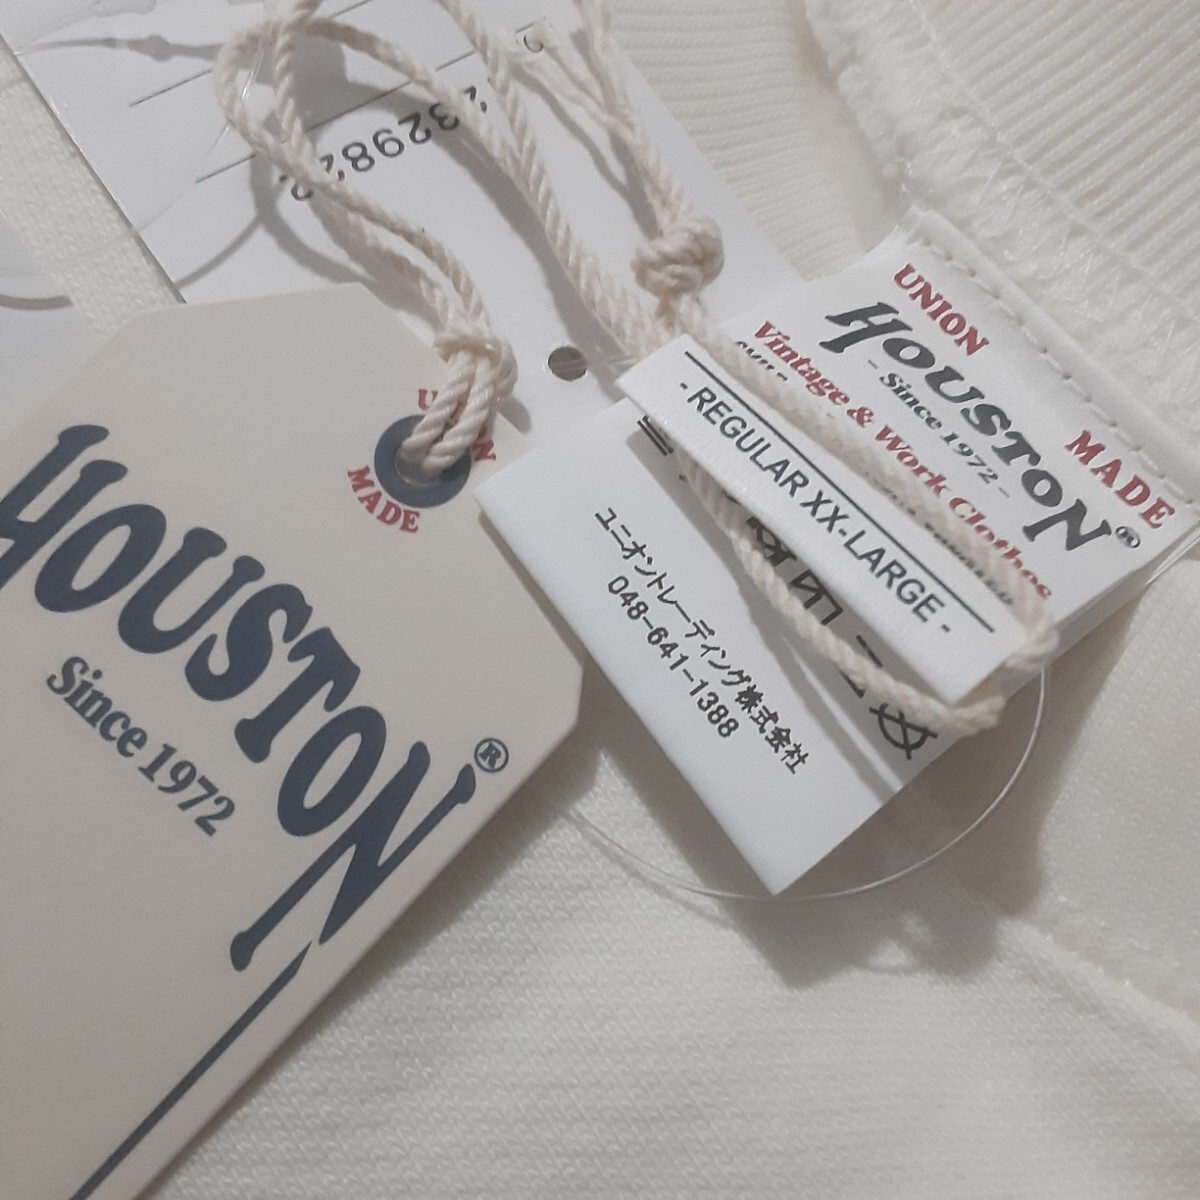 UNION MADE
HOUSTON®
Since 1972
UNION MADE
HOUSTON®
- Since 1972 -
Vintage & Work Clothes
- REGULAR XX-LARGE -
ユニオントレーディング株式会社
048-641-1388